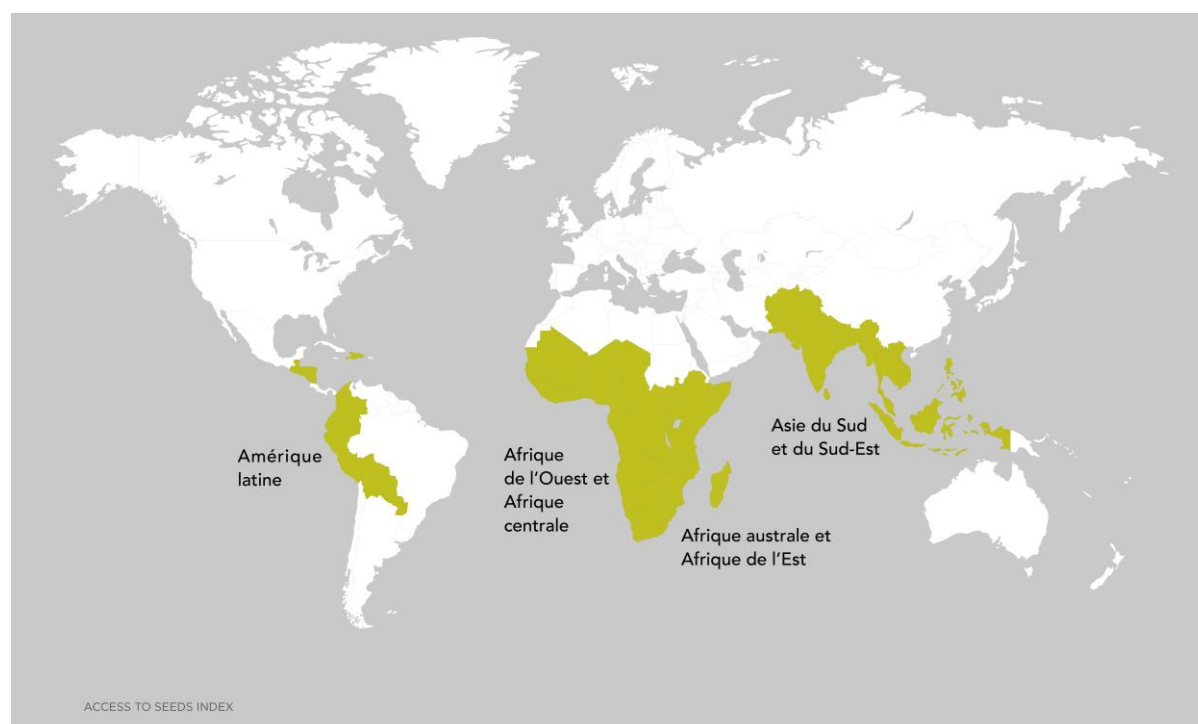 Amérique
latine
Afrique
de l'Ouest et
Afrique
centrale
Afrique australe et
Afrique de l'Est
Asie du Sud
et du Sud-Est
ACCESS TO SEEDS INDEX